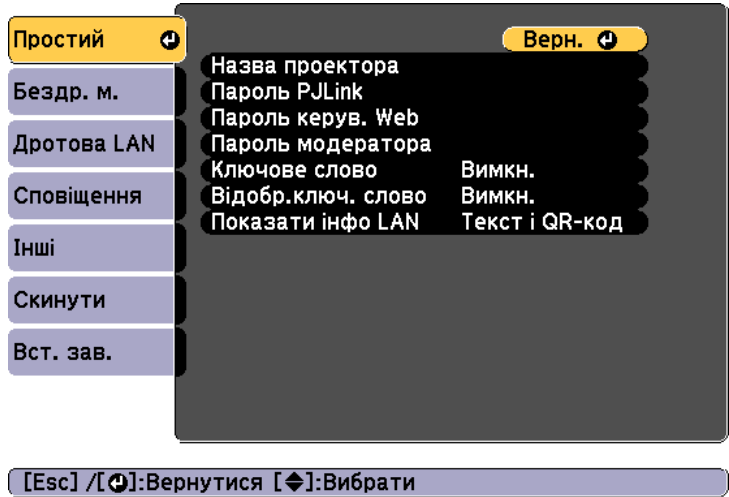 Простий
Бездр. м.
Дротова LAN
Сповіщення
Інші
Скинути
Вст. зав.
Верн.
Назва проектора
Пароль PJLink
Пароль керув. Web
Пароль модератора
Ключове слово Вимкн.
Відобр.ключ. слово Вимкн.
Показати інфо LAN Текст і QR-код
[Esc] /[⏎]:Вернутися [◆]:Вибрати